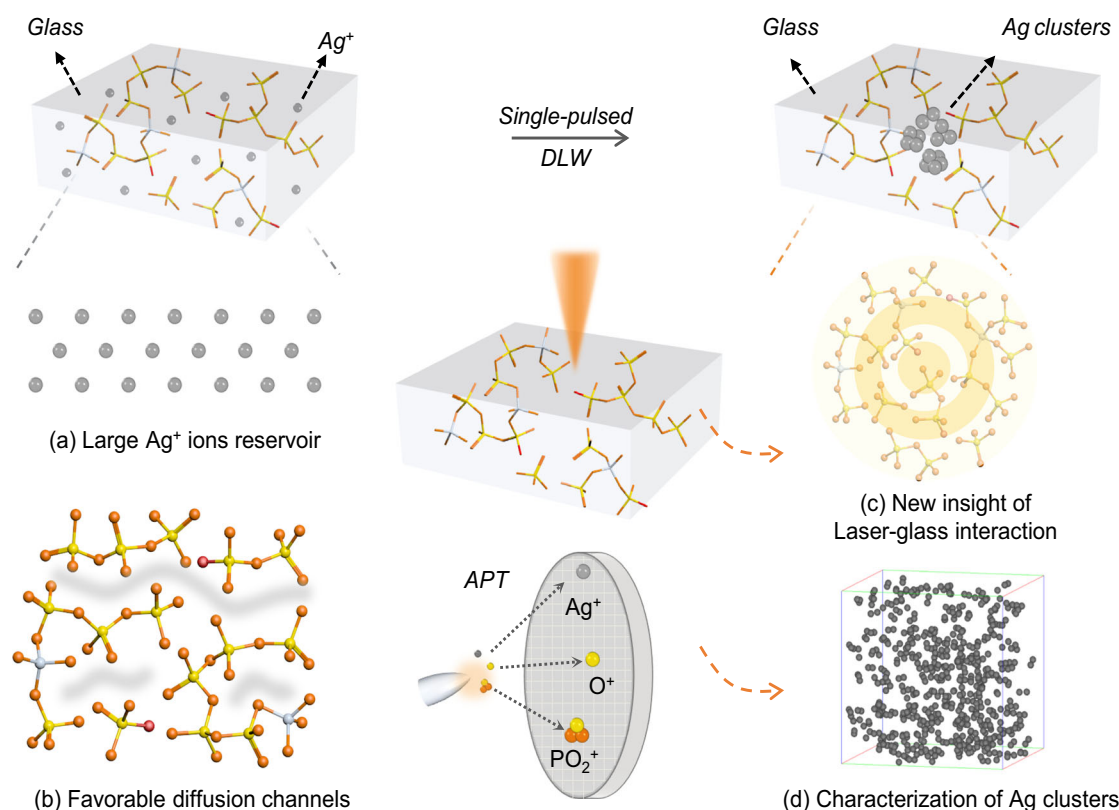 Glass
Ag⁺
Glass
Ag clusters
Single-pulsed
DLW
(a) Large Ag⁺ ions reservoir
(c) New insight of
Laser-glass interaction
APT
Ag⁺
O⁺
PO₂⁺
(b) Favorable diffusion channels
(d) Characterization of Ag clusters